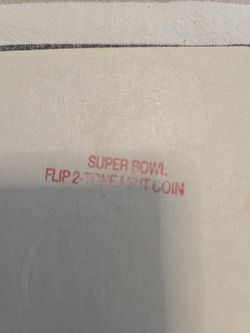 SUPER BOWL
FLIP 2-TONE MINT COIN